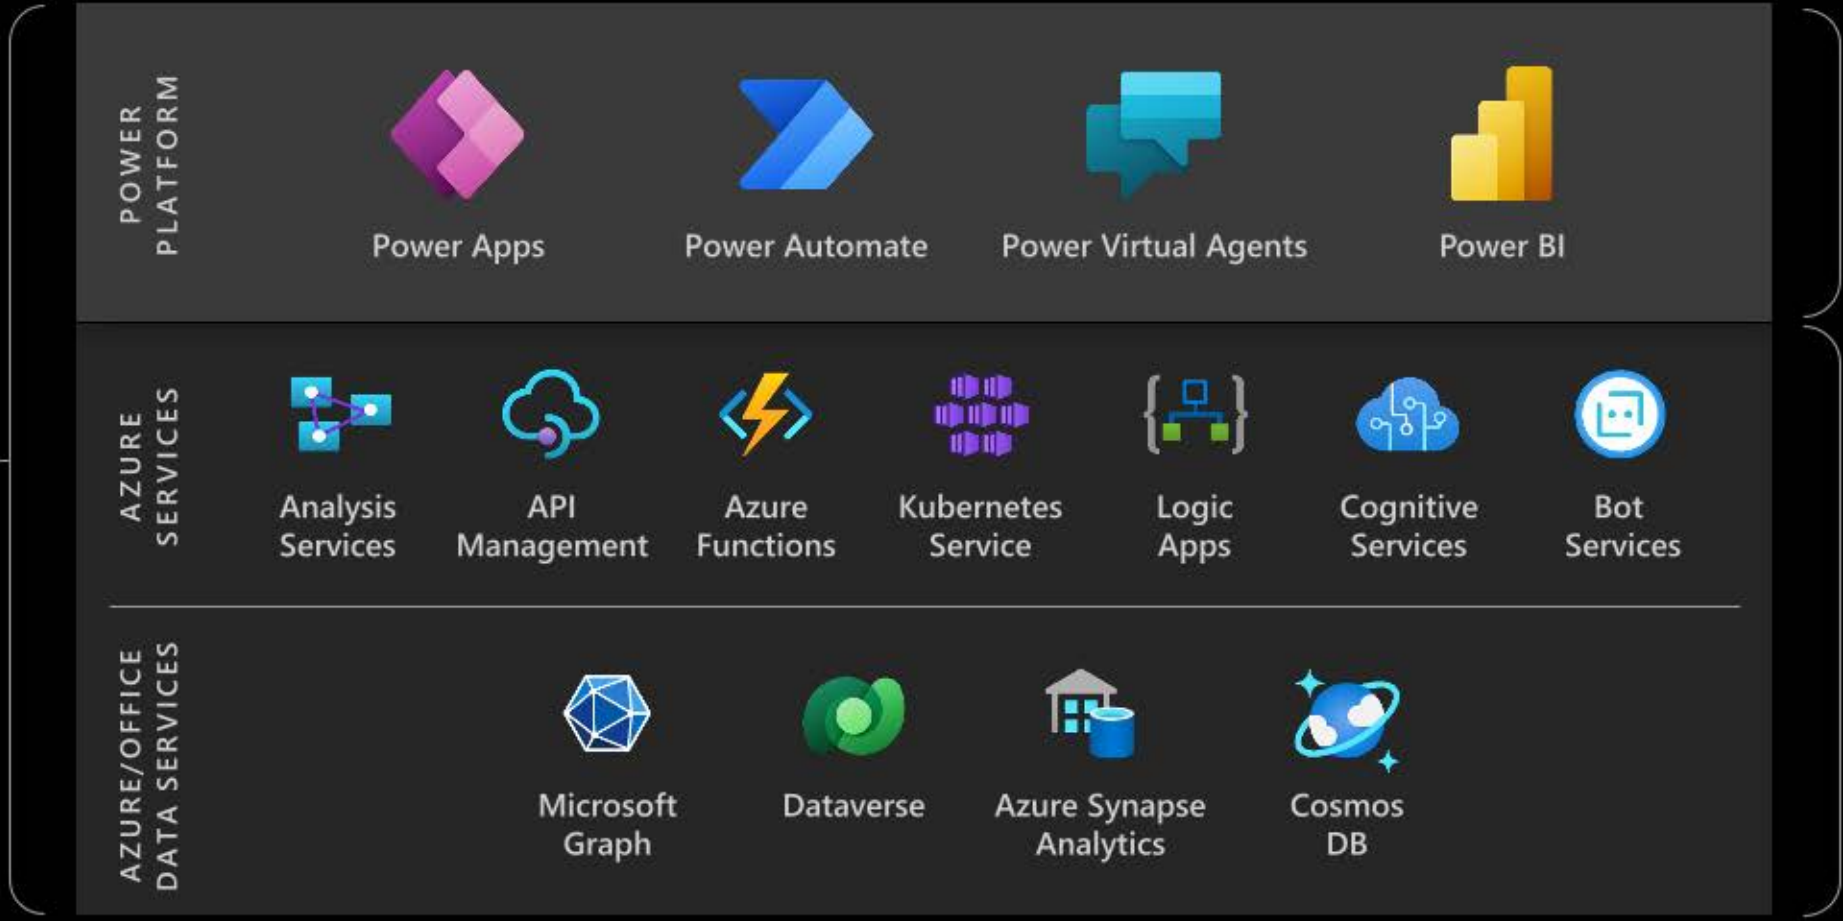 POWER
PLATFORM
Power Apps
Power Automate
Power Virtual Agents
Power BI
AZURE
SERVICES
Analysis
Services
API
Management
Azure
Functions
Kubernetes
Service
Logic
Apps
Cognitive
Services
Bot
Services
AZURE/OFFICE
DATA SERVICES
Microsoft
Graph
Dataverse
Azure Synapse
Analytics
Cosmos
DB